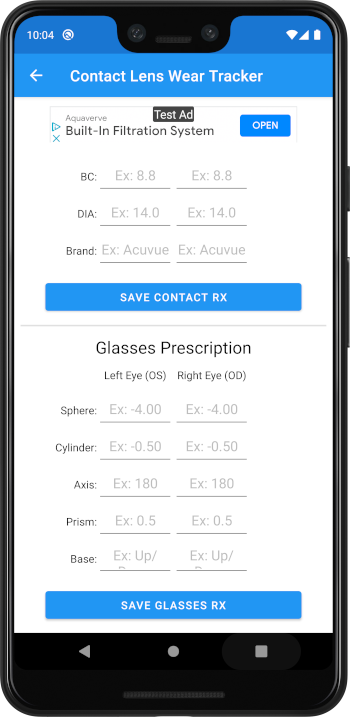 10:04
Contact Lens Wear Tracker
Test Ad
Aquaverve
Built-In Filtration System
OPEN
BC: Ex: 8.8 Ex: 8.8
DIA: Ex: 14.0 Ex: 14.0
Brand: Ex: Acuvue Ex: Acuvue
SAVE CONTACT RX
Glasses Prescription
Left Eye (OS) Right Eye (OD)
Sphere: Ex: -4.00 Ex: -4.00
Cylinder: Ex: -0.50 Ex: -0.50
Axis: Ex: 180 Ex: 180
Prism: Ex: 0.5 Ex: 0.5
Base: Ex: Up/ Ex: Up/
SAVE GLASSES RX